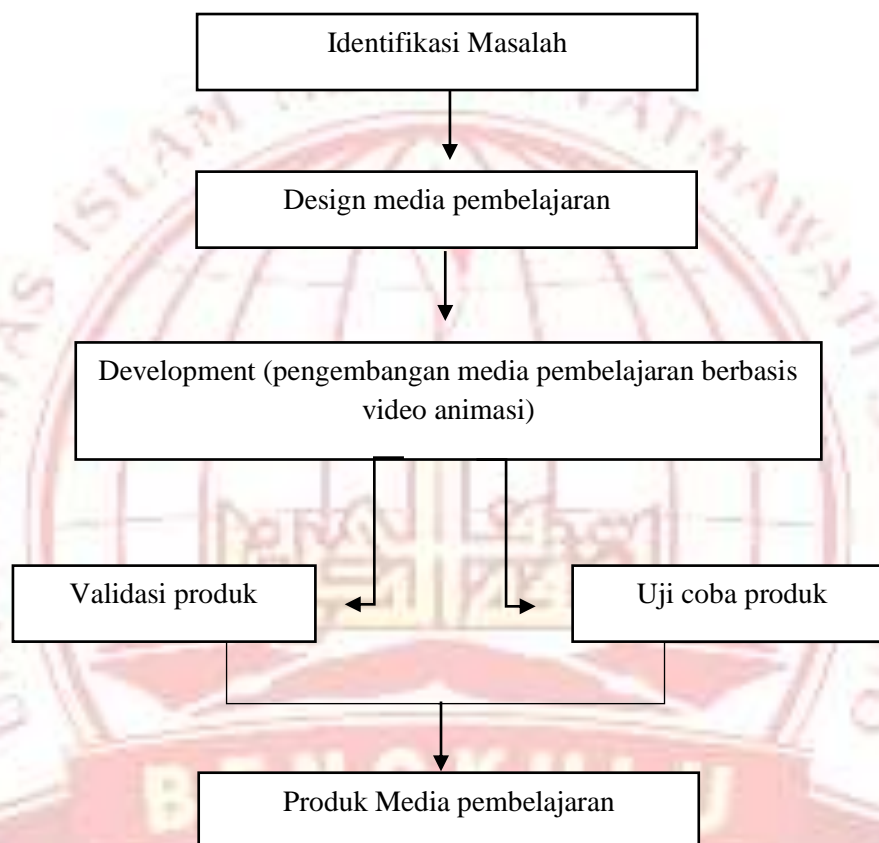 Identifikasi Masalah
Design media pembelajaran
Development (pengembangan media pembelajaran berbasis
video animasi)
Validasi produk
Uji coba produk
Produk Media pembelajaran
BENGKULU